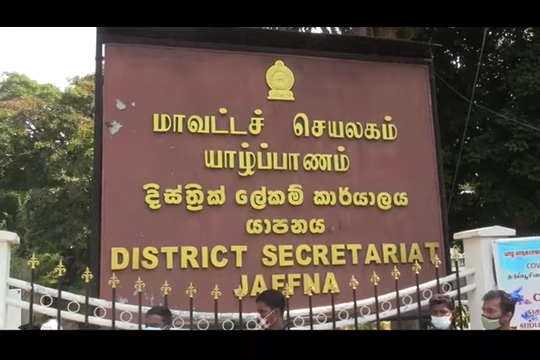 மாவட்டச் செயலகம்
யாழ்ப்பாணம்
දිස්ත්‍රික් ලේකම් කාර්යාලය
යාපනය
DISTRICT SECRETARIAT
JAFFNA